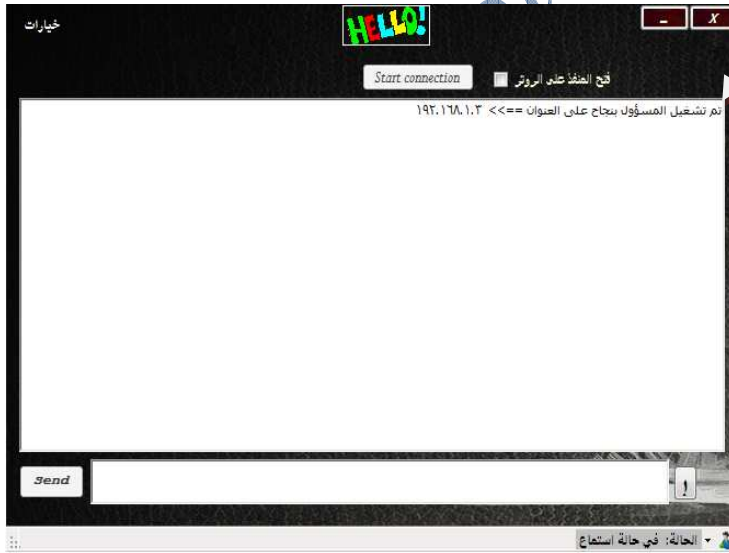 خيارات
HELLO!
- X
Start connection
فتح المنفذ على الروتر
تم تشغيل المسؤول بنجاح على العنوان ==>> ١٩٢.١٦٨.١.٣
Send
!
الحالة: في حالة استماع